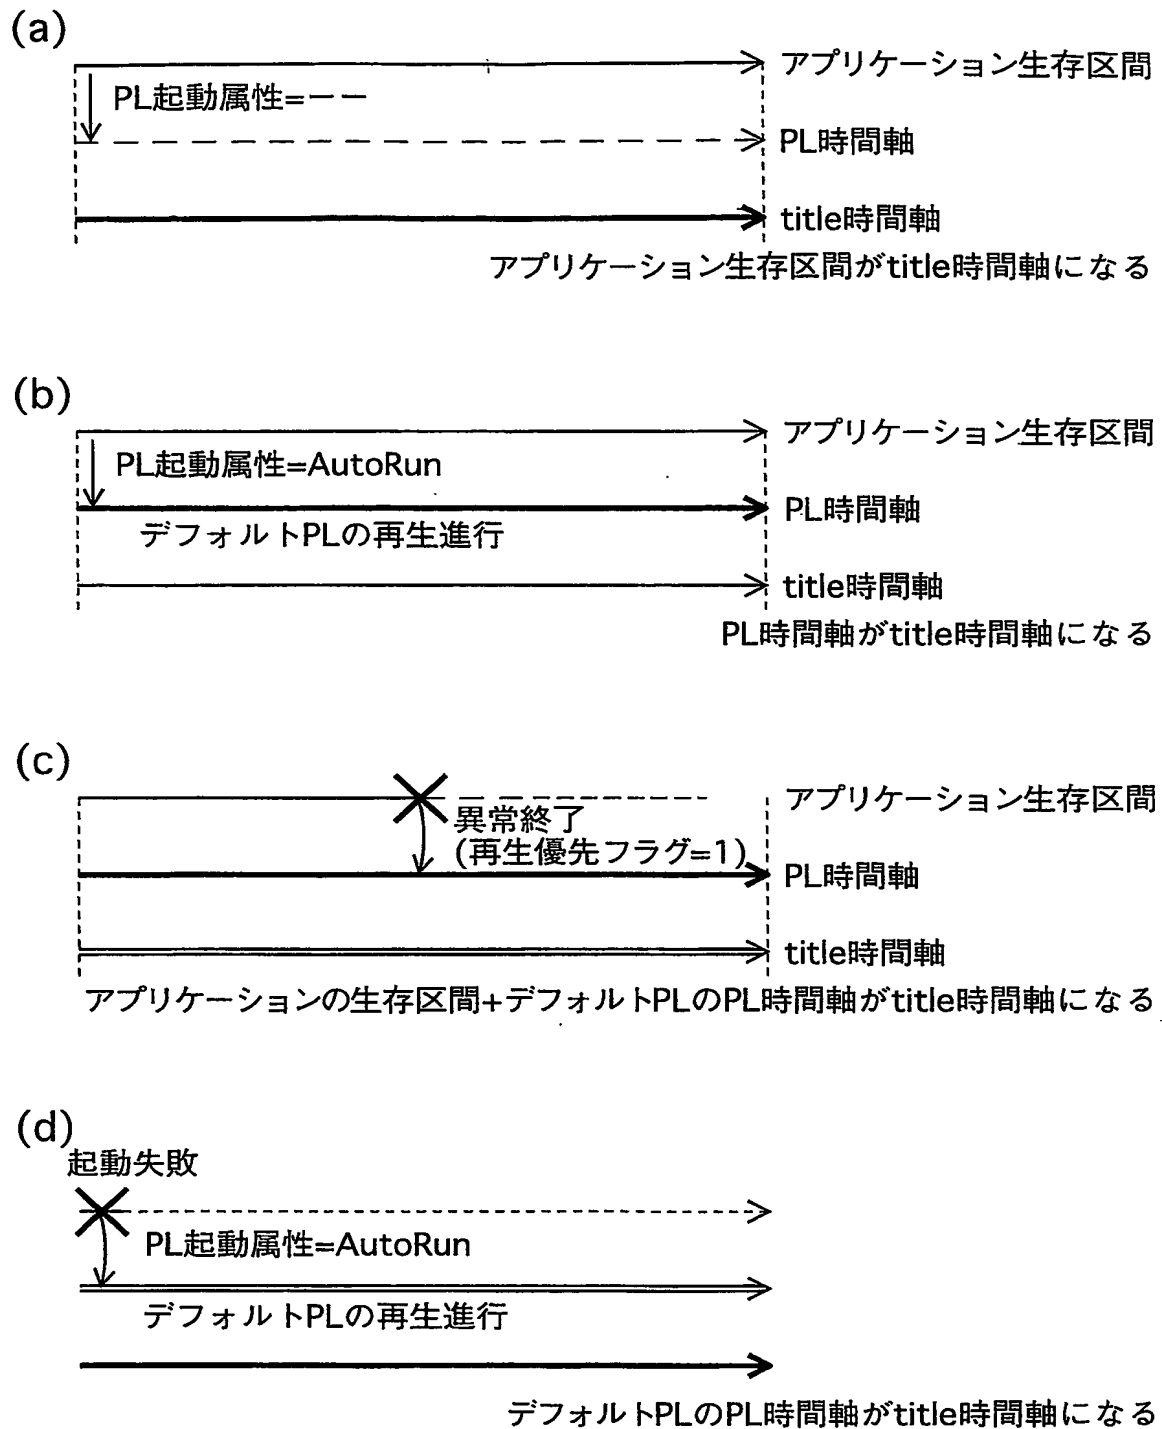 (a)
アプリケーション生存区間
PL起動属性=ーー
PL時間軸
title時間軸
アプリケーション生存区間がtitle時間軸になる
(b)
アプリケーション生存区間
PL起動属性=AutoRun
PL時間軸
デフォルトPLの再生進行
title時間軸
PL時間軸がtitle時間軸になる
(c)
アプリケーション生存区間
異常終了
(再生優先フラグ=1)
PL時間軸
title時間軸
アプリケーションの生存区間+デフォルトPLのPL時間軸がtitle時間軸になる
(d)
起動失敗
PL起動属性=AutoRun
デフォルトPLの再生進行
デフォルトPLのPL時間軸がtitle時間軸になる